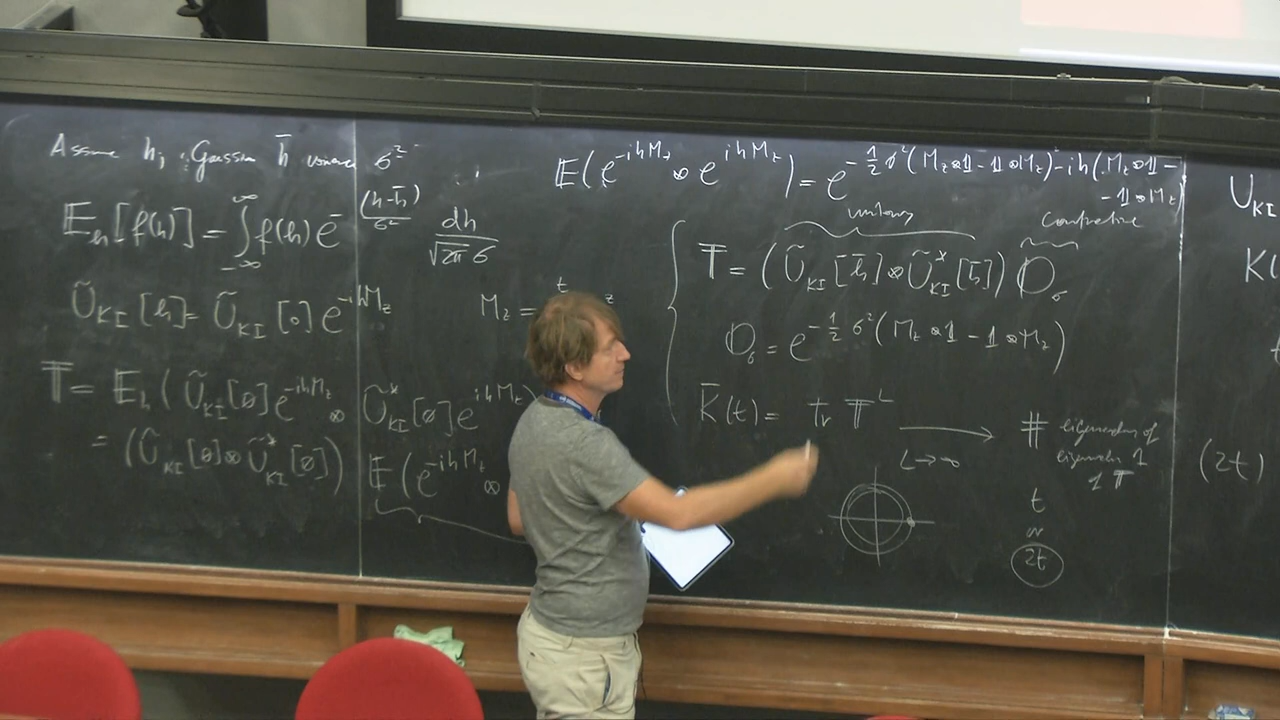 Assume h_j Gaussian h̄ variance σ²
𝔼_h[f(h)] = ∫_{-∞}^{∞} f(h) e^{-(h-h̄)/σ²} dh/√(2π)σ
Ũ_KI[h] = Ũ_KI[0] e^{-ihM_z}
M_z =
𝕋 = 𝔼_h(Ũ_KI[0] e^{-ihM_z} ⊗ Ũ*_KI[0] e^{ihM_z})
= (Ũ_KI[0] ⊗ Ũ*_KI[0]) 𝔼(e^{-ihM_z} ⊗
𝔼(e^{-ihM_z} ⊗ e^{ihM_z}) = e^{-½σ²(M_z⊗𝟙 - 𝟙⊗M_z)² - ih̄(M_z⊗𝟙 - 𝟙⊗M_z)}
unitary
contractive
𝕋 = (Ũ_KI[h̄] ⊗ Ũ*_KI[h̄]) 𝕆_σ
𝕆_σ = e^{-½σ²(M_z⊗𝟙 - 𝟙⊗M_z)}
K̄(t) = tr 𝕋^L
L→∞
# eigenvectors of
eigenvalue 1
𝕋
t
2t
U_KI
K(
(2t)